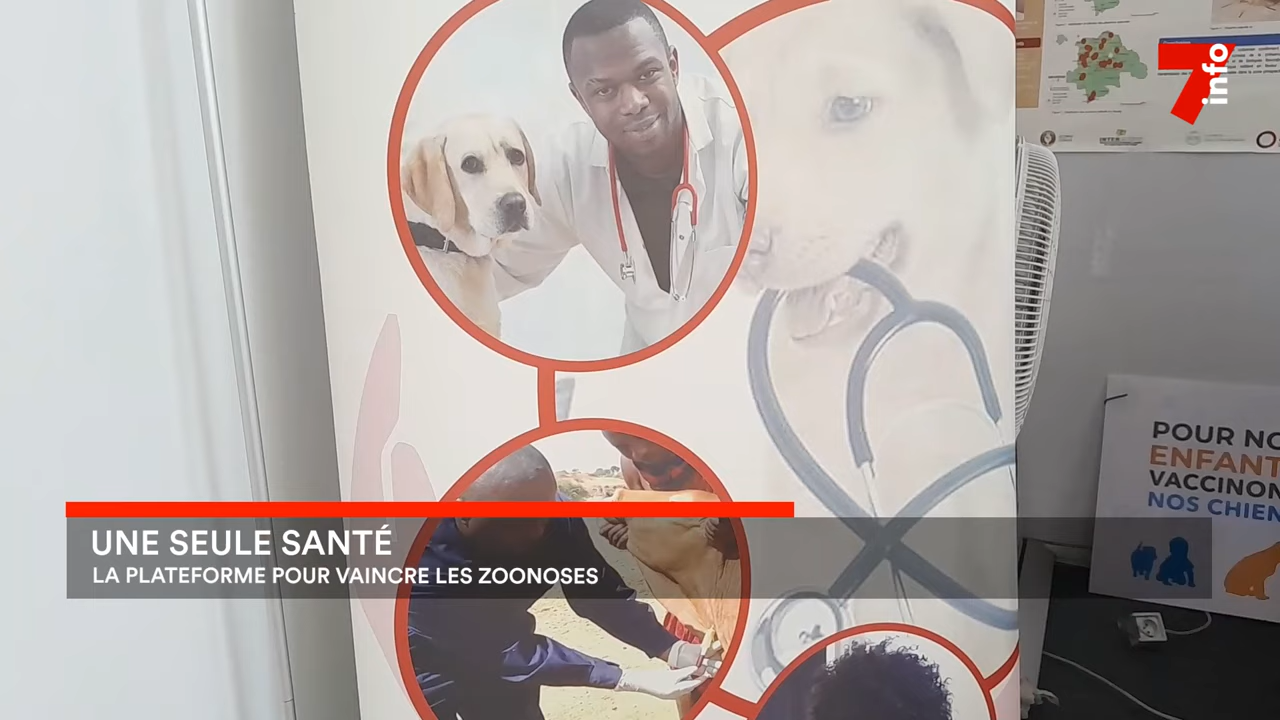 7
info
POUR NO
ENFANT
VACCINON
NOS CHIEN
UNE SEULE SANTÉ
LA PLATEFORME POUR VAINCRE LES ZOONOSES